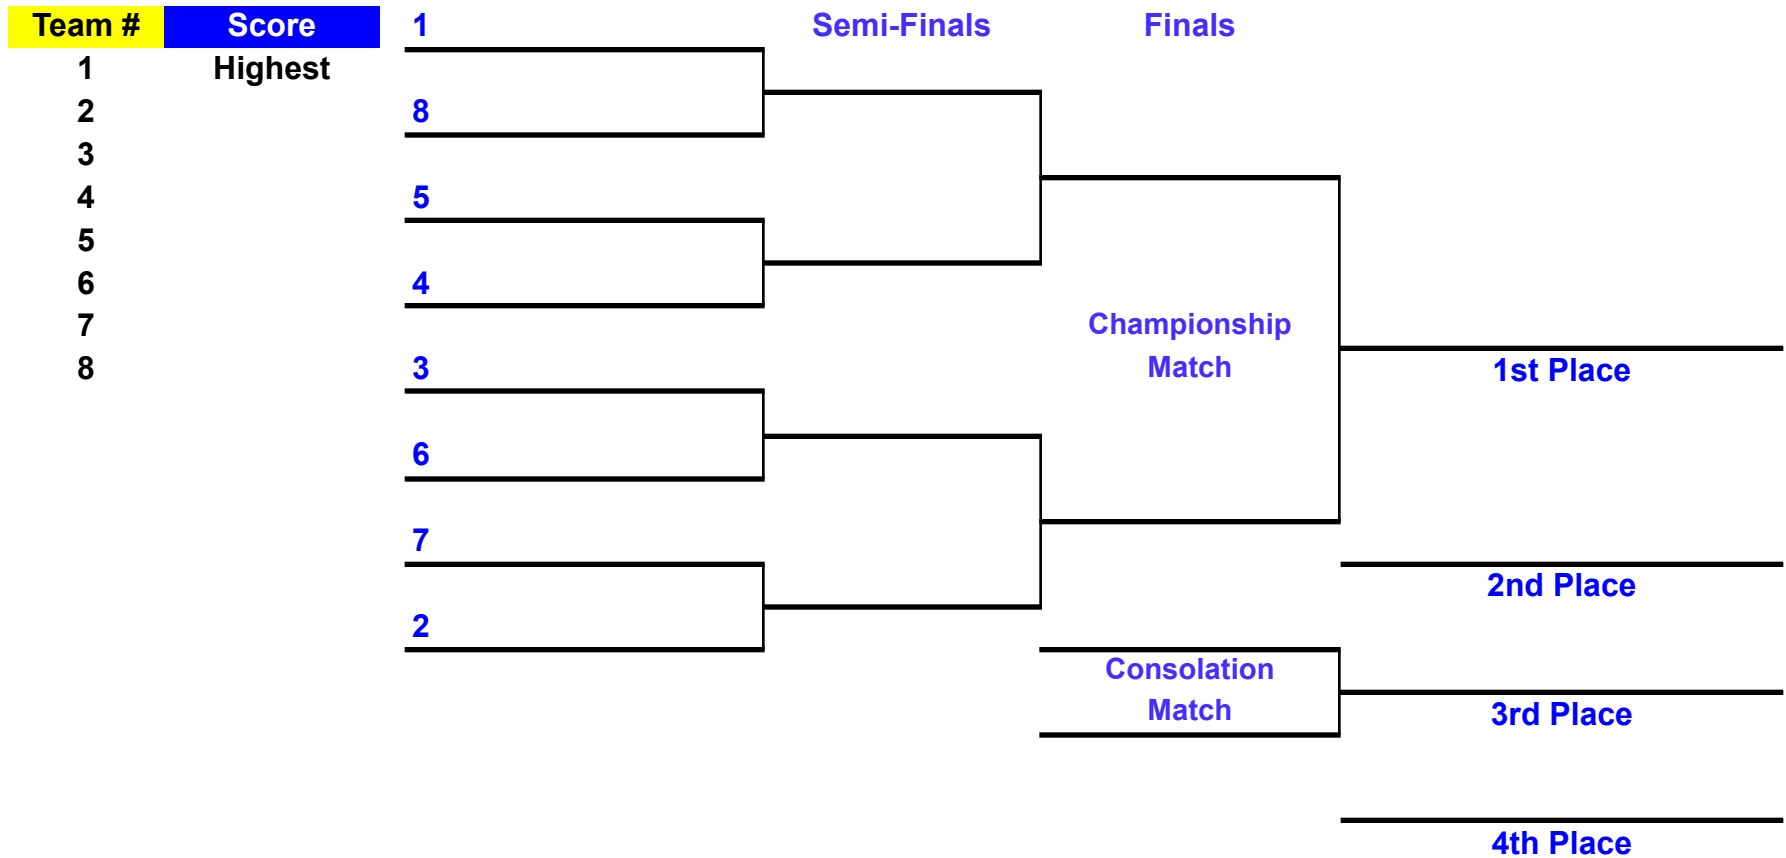 Team # Score
1 Highest
2
3
4
5
6
7
8
1
8
5
4
3
6
7
2
Semi-Finals
Finals
Championship
Match
Consolation
Match
1st Place
2nd Place
3rd Place
4th Place